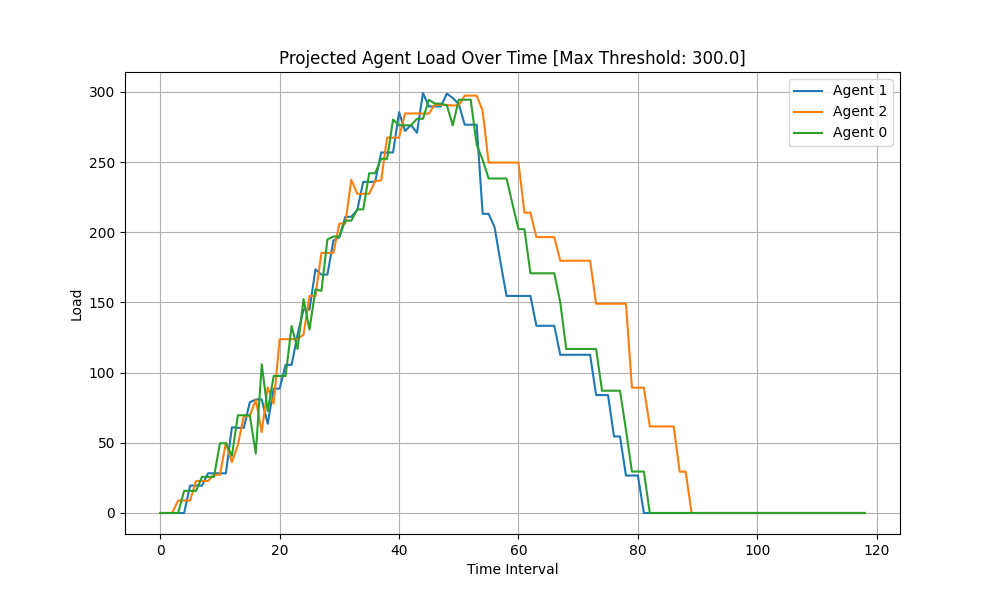 Projected Agent Load Over Time [Max Threshold: 300.0]
Agent 1
Agent 2
Agent 0
Load
300
250
200
150
100
50
0
0 20 40 60 80 100 120
Time Interval